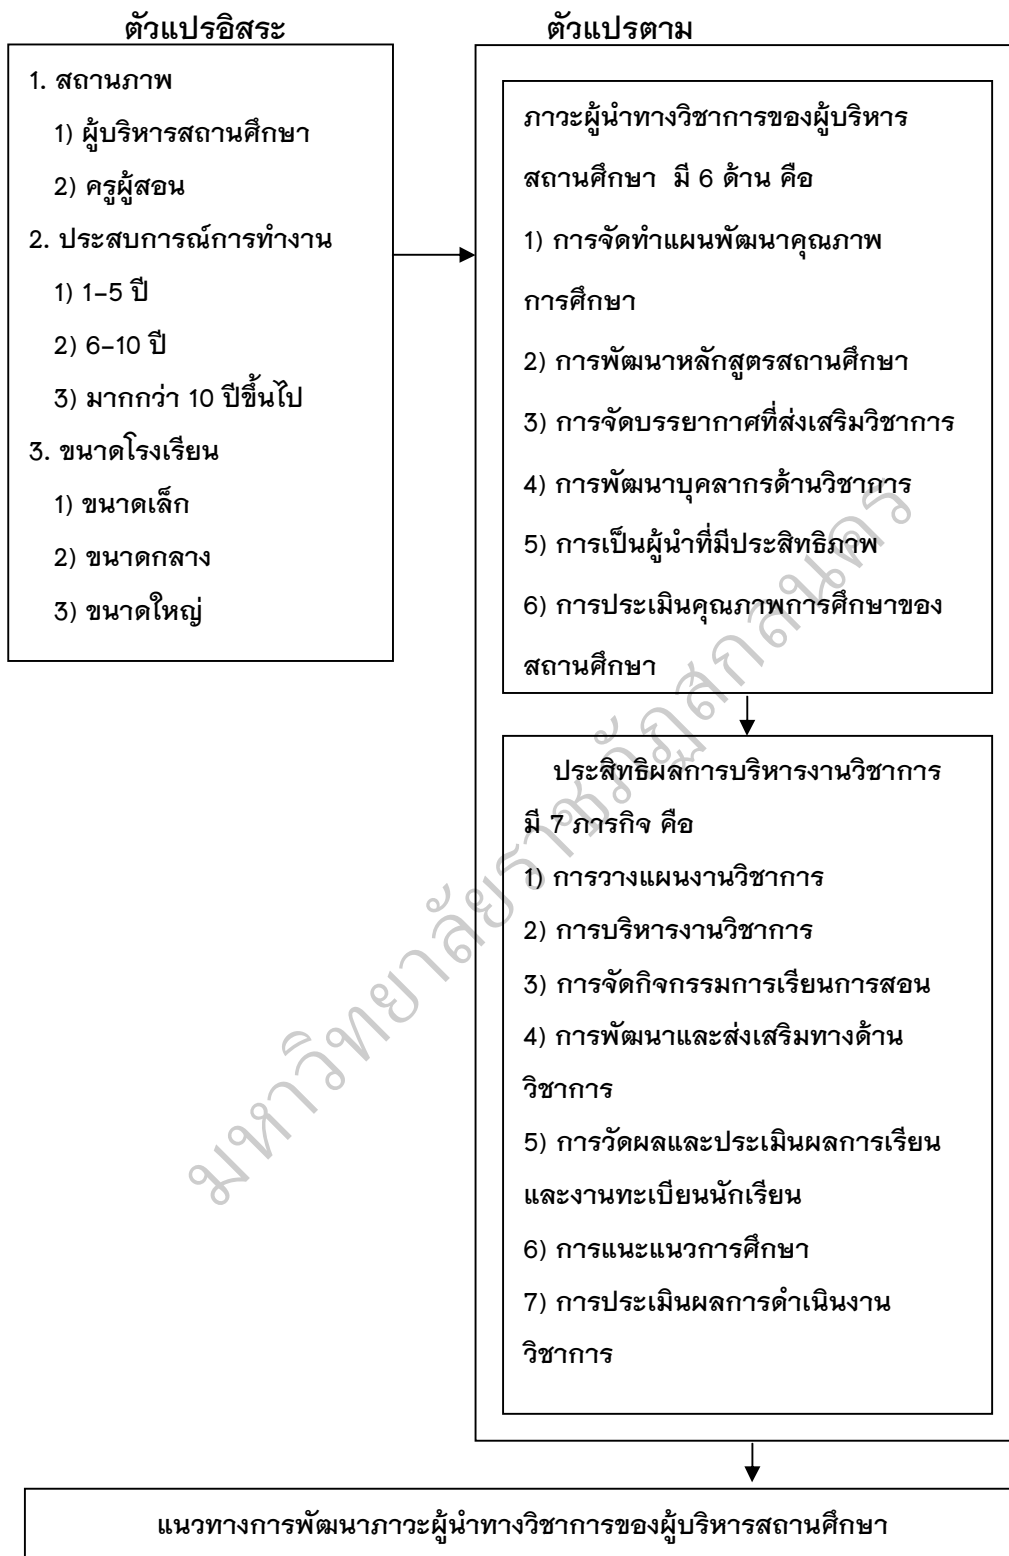 ตัวแปรอิสระ
1. สถานภาพ
1) ผู้บริหารสถานศึกษา
2) ครูผู้สอน
2. ประสบการณ์การทำงาน
1) 1–5 ปี
2) 6–10 ปี
3) มากกว่า 10 ปีขึ้นไป
3. ขนาดโรงเรียน
1) ขนาดเล็ก
2) ขนาดกลาง
3) ขนาดใหญ่
ตัวแปรตาม
ภาวะผู้นำทางวิชาการของผู้บริหาร
สถานศึกษา มี 6 ด้าน คือ
1) การจัดทำแผนพัฒนาคุณภาพ
การศึกษา
2) การพัฒนาหลักสูตรสถานศึกษา
3) การจัดบรรยากาศที่ส่งเสริมวิชาการ
4) การพัฒนาบุคลากรด้านวิชาการ
5) การเป็นผู้นำที่มีประสิทธิภาพ
6) การประเมินคุณภาพการศึกษาของ
สถานศึกษา
ประสิทธิผลการบริหารงานวิชาการ
มี 7 ภารกิจ คือ
1) การวางแผนงานวิชาการ
2) การบริหารงานวิชาการ
3) การจัดกิจกรรมการเรียนการสอน
4) การพัฒนาและส่งเสริมทางด้าน
วิชาการ
5) การวัดผลและประเมินผลการเรียน
และงานทะเบียนนักเรียน
6) การแนะแนวการศึกษา
7) การประเมินผลการดำเนินงาน
วิชาการ
แนวทางการพัฒนาภาวะผู้นำทางวิชาการของผู้บริหารสถานศึกษา
มหาวิทยาลัยราชภัฏสกลนคร